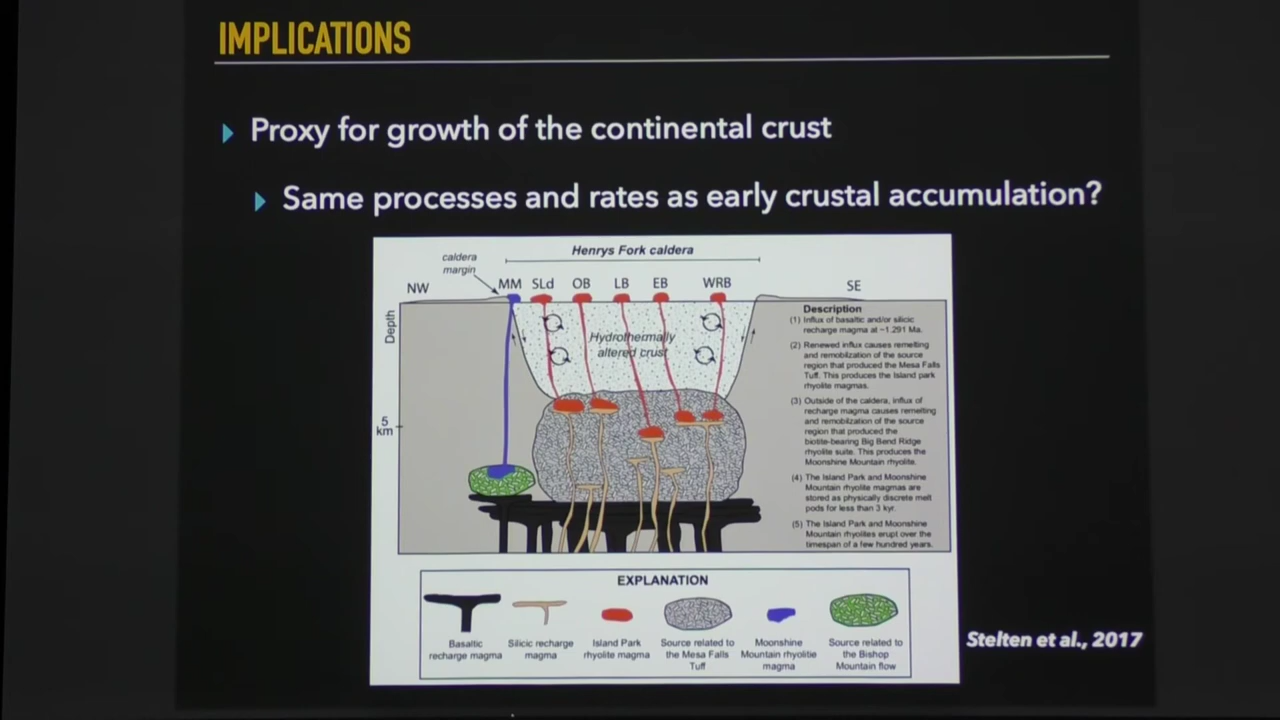 IMPLICATIONS
Proxy for growth of the continental crust
Same processes and rates as early crustal accumulation?
Henrys Fork caldera
caldera
margin
NW
MM SLd OB LB EB WRB
SE
Depth
5
km
Hydrothermally
altered crust
Description
(1) Influx of basaltic and/or silicic
recharge magma at ~1.291 Ma.
(2) Renewed influx causes remelting
and remobilization of the source
region that produced the Mesa Falls
Tuff. This produces the Island park
rhyolite magmas.
(3) Outside of the caldera, influx of
recharge magma causes remelting
and remobilization of the source
region that produced the
biotite-bearing Big Bend Ridge
rhyolite suite. This produces the
Moonshine Mountain rhyolite.
(4) The Island Park and Moonshine
Mountain rhyolite magmas are
stored as physically discrete melt
pods for less than 3 kyr.
(5) The Island Park and Moonshine
Mountain rhyolites erupt over the
timespan of a few hundred years.
EXPLANATION
Basaltic
recharge magma
Silicic recharge
magma
Island Park
rhyolite magma
Source related to
the Mesa Falls
Tuff
Moonshine
Mountain rhyolitie
magma
Source related to
the Bishop
Mountain flow
Stelten et al., 2017